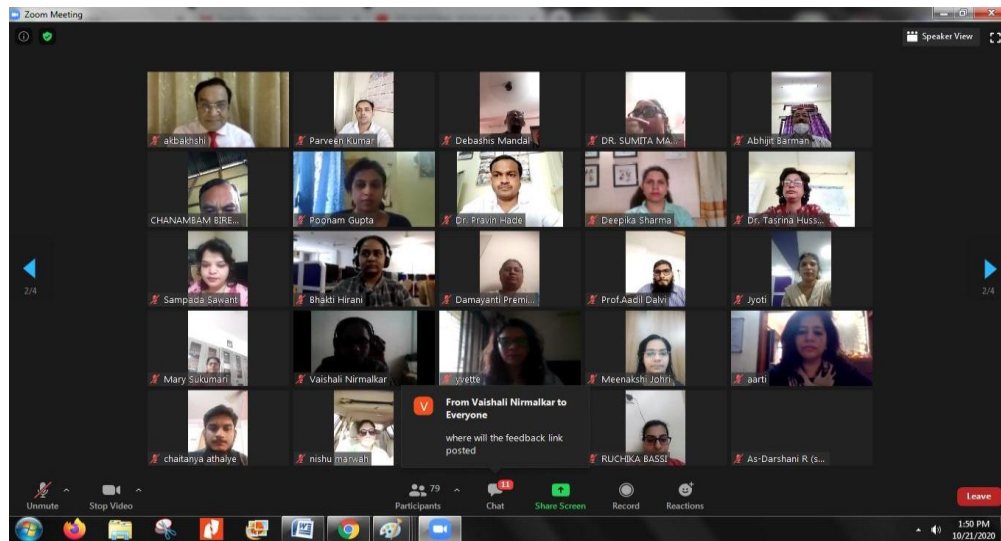 Zoom Meeting
Speaker View
akbakhshi
Parveen Kumar
Debashis Mandal
DR. SUMITA MA...
Abhijit Barman
CHANAMBAM BIRE...
Poonam Gupta
Dr. Pravin Hade
Deepika Sharma
Dr. Tasrina Huss...
2/4
2/4
Sampada Sawant
Bhakti Hirani
Damayanti Premi...
Prof.Aadil Dalvi
Jyoti
Mary Sukumari
Vaishali Nirmalkar
yvette
Meenakshi Johri
aarti
V
From Vaishali Nirmalkar to
Everyone
where will the feedback link
posted
chaitanya athalye
nishu marwah
RUCHIKA BASSI
As-Darshani R (s...
Unmute
Stop Video
79
Participants
11
Chat
Share Screen
Record
Reactions
Leave
1:50 PM
10/21/2020